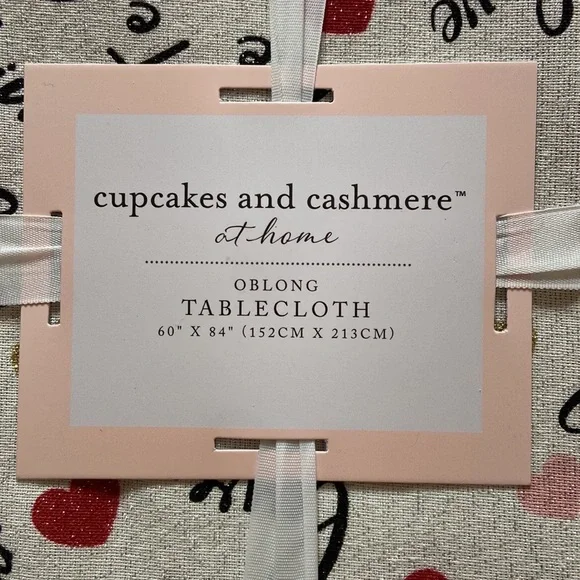 cupcakes and cashmere™
at home
OBLONG
TABLECLOTH
60" X 84" (152CM X 213CM)